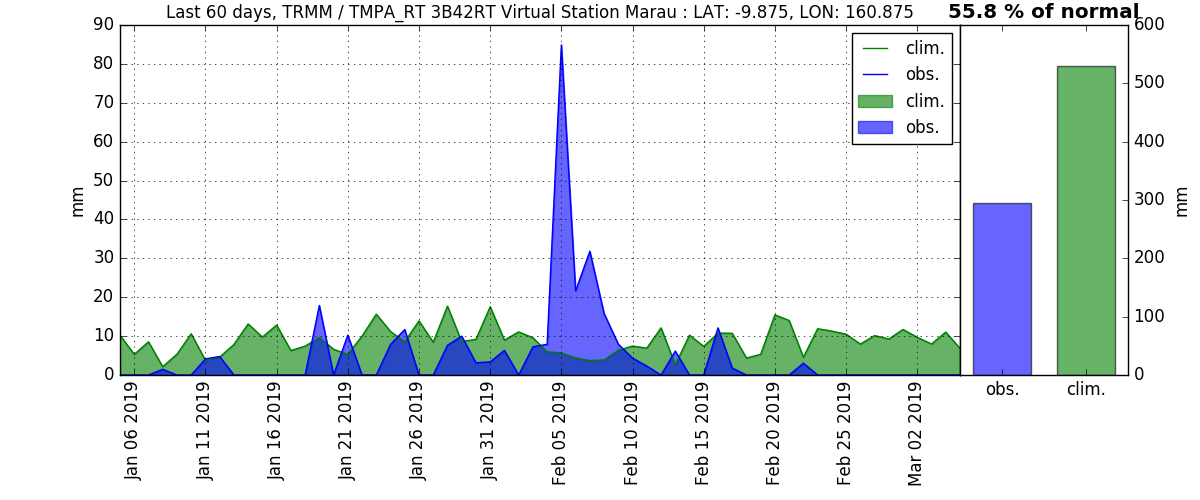 Last 60 days, TRMM / TMPA_RT 3B42RT Virtual Station Marau : LAT: -9.875, LON: 160.875
55.8 % of normal
90
80
70
60
50
40
30
20
10
0
mm
clim.
obs.
clim.
obs.
600
500
400
300
200
100
0
mm
obs.
clim.
Jan 06 2019
Jan 11 2019
Jan 16 2019
Jan 21 2019
Jan 26 2019
Jan 31 2019
Feb 05 2019
Feb 10 2019
Feb 15 2019
Feb 20 2019
Feb 25 2019
Mar 02 2019